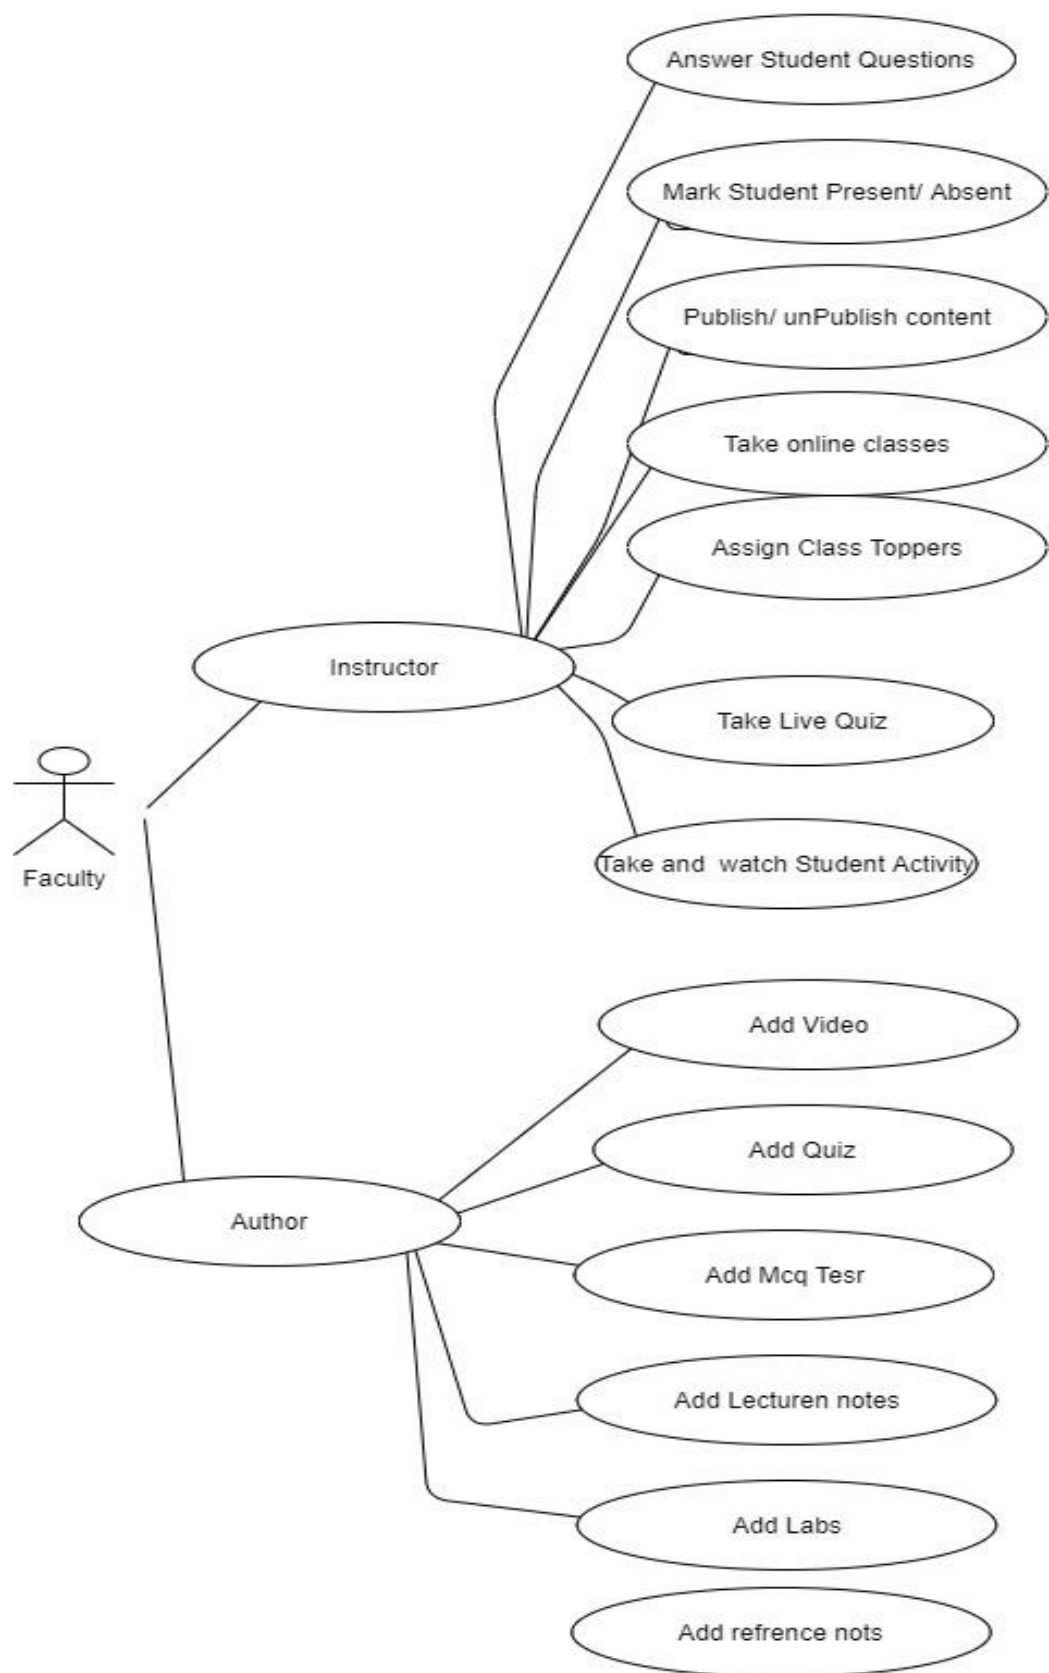 Answer Student Questions
Mark Student Present/ Absent
Publish/ unPublish content
Take online classes
Assign Class Toppers
Instructor
Take Live Quiz
Take and  watch Student Activity
Faculty
Add Video
Add Quiz
Author
Add Mcq Tesr
Add Lecturen notes
Add Labs
Add refrence nots